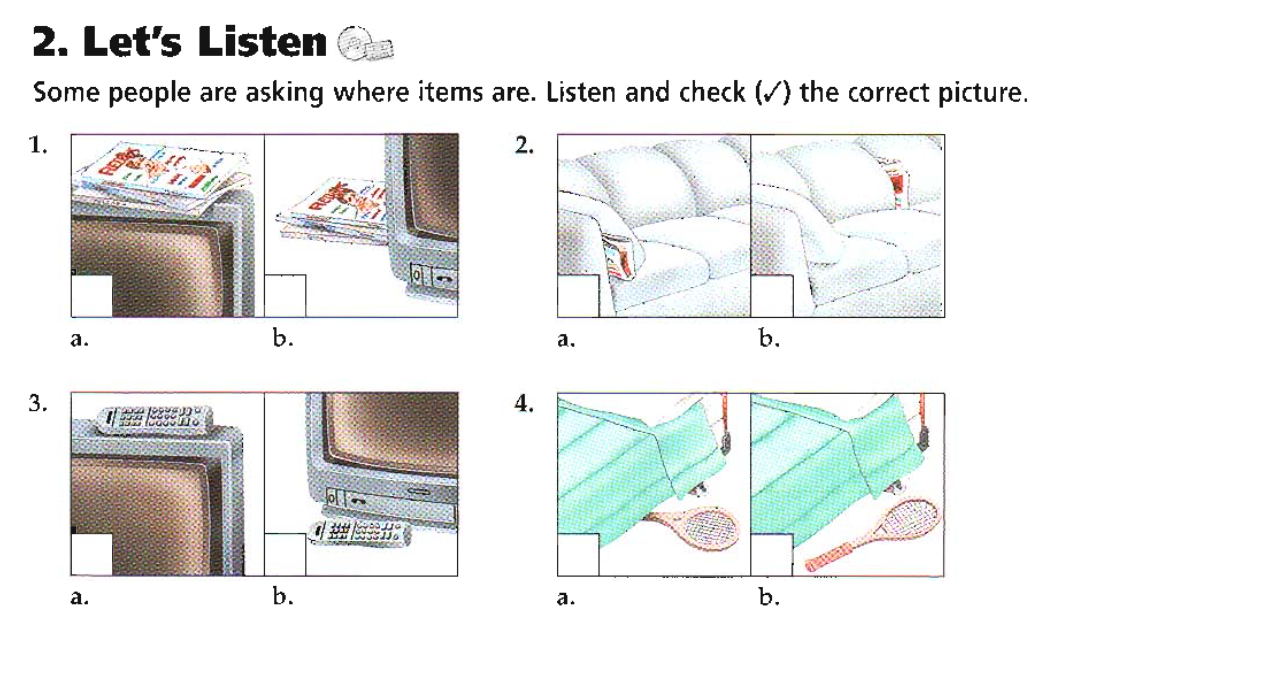 2. Let's Listen
Some people are asking where items are. Listen and check (✓) the correct picture.
1.
a. b.
2.
a. b.
3.
a. b.
4.
a. b.